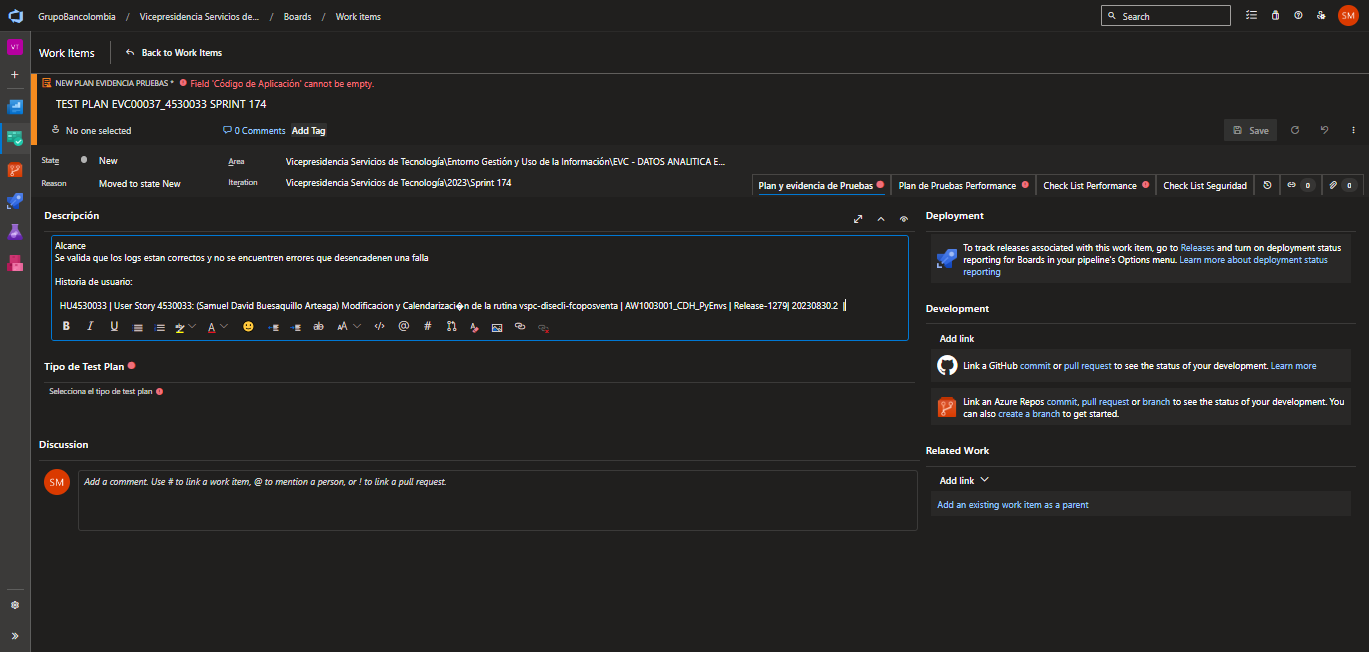 GrupoBancolombia / Vicepresidencia Servicios de... / Boards / Work items
Search
SM
VT
Work Items
Back to Work Items
NEW PLAN EVIDENCIA PRUEBAS * Field 'Código de Aplicación' cannot be empty.
TEST PLAN EVC00037_4530033 SPRINT 174
No one selected
0 Comments
Add Tag
Save
State
New
Area
Vicepresidencia Servicios de Tecnología\Entorno Gestión y Uso de la Información\EVC - DATOS ANALITICA E...
Reason
Moved to state New
Iteration
Vicepresidencia Servicios de Tecnología\2023\Sprint 174
Plan y evidencia de Pruebas
Plan de Pruebas Performance
Check List Performance
Check List Seguridad
0
0
Descripción
Alcance
Se valida que los logs estan correctos y no se encuentren errores que desencadenen una falla
Historia de usuario:
HU4530033 | User Story 4530033: (Samuel David Buesaquillo Arteaga) Modificacion y Calendarizaci�n de la rutina vspc-disecli-fcoposventa | AW1003001_CDH_PyEnvs | Release-1279| 20230830.2 |
B I U ab A ab AA </> @ #
Tipo de Test Plan
Selecciona el tipo de test plan
Discussion
SM
Add a comment. Use # to link a work item, @ to mention a person, or ! to link a pull request.
Deployment
To track releases associated with this work item, go to Releases and turn on deployment status
reporting for Boards in your pipeline's Options menu. Learn more about deployment status
reporting
Development
Add link
Link a GitHub commit or pull request to see the status of your development. Learn more
Link an Azure Repos commit, pull request or branch to see the status of your development. You
can also create a branch to get started.
Related Work
Add link
Add an existing work item as a parent